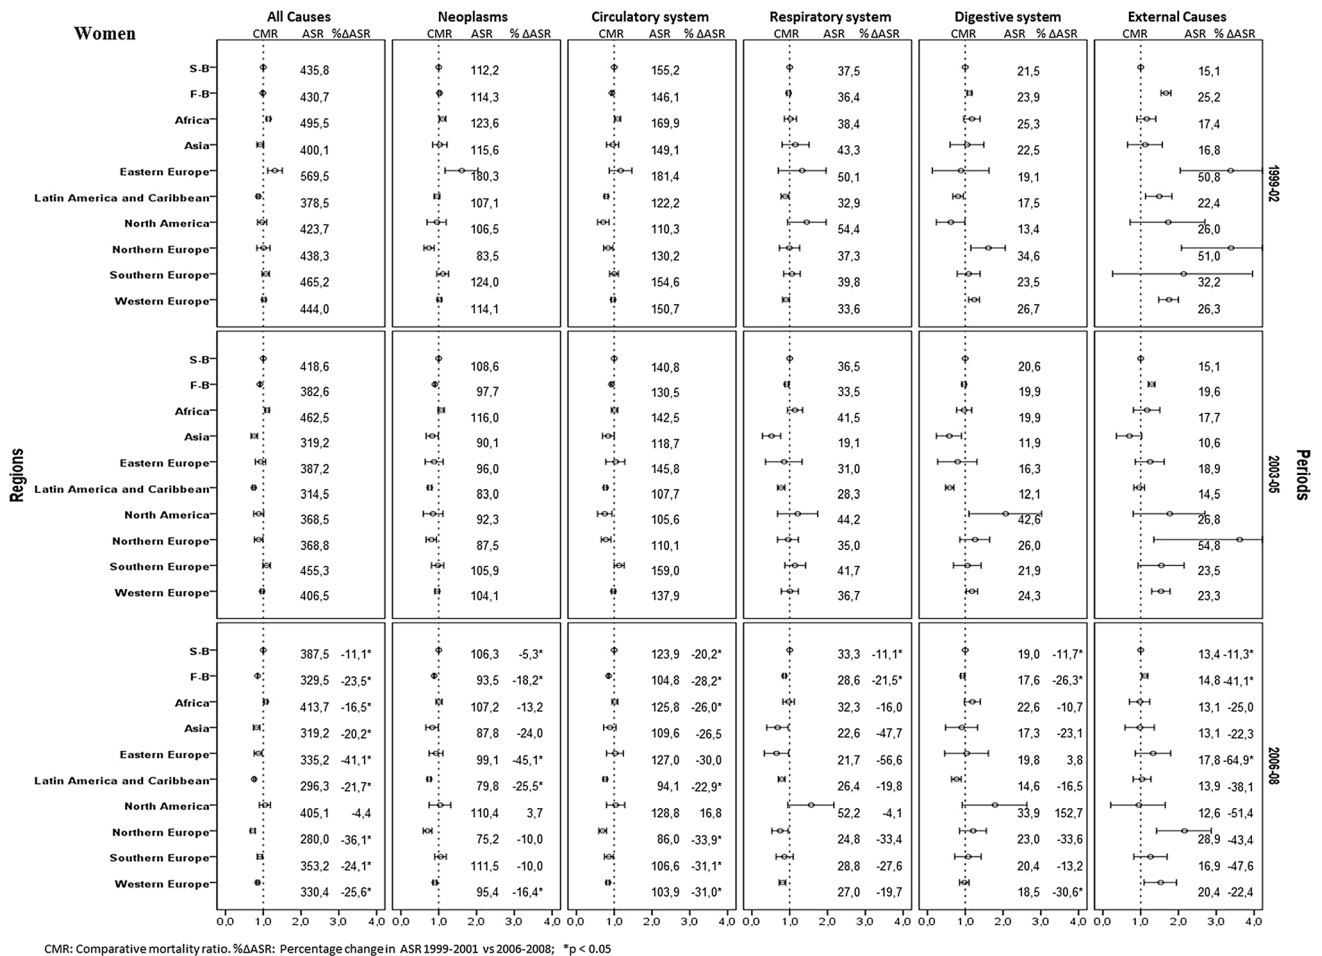 Women
All Causes Neoplasms Circulatory system Respiratory system Digestive system External Causes
CMR ASR %ΔASR CMR ASR % ΔASR CMR ASR % ΔASR CMR ASR % ΔASR CMR ASR % ΔASR CMR ASR % ΔASR
S-B 435,8 112,2 155,2 37,5 21,5 15,1
F-B 430,7 114,3 146,1 36,4 23,9 25,2
Africa 495,5 123,6 169,9 38,4 25,3 17,4
Asia 400,1 115,6 149,1 43,3 22,5 16,8
Eastern Europe 569,5 180,3 181,4 50,1 19,1 50,8
Latin America and Caribbean 378,5 107,1 122,2 32,9 17,5 22,4
North America 423,7 106,5 110,3 54,4 13,4 26,0
Northern Europe 438,3 83,5 130,2 37,3 34,6 51,0
Southern Europe 465,2 124,0 154,6 39,8 23,5 32,2
Western Europe 444,0 114,1 150,7 33,6 26,7 26,3
1999-02
S-B 418,6 108,6 140,8 36,5 20,6 15,1
F-B 382,6 97,7 130,5 33,5 19,9 19,6
Africa 462,5 116,0 142,5 41,5 19,9 17,7
Asia 319,2 90,1 118,7 19,1 11,9 10,6
Eastern Europe 387,2 96,0 145,8 31,0 16,3 18,9
Latin America and Caribbean 314,5 83,0 107,7 28,3 12,1 14,5
North America 368,5 92,3 105,6 44,2 42,6 26,8
Northern Europe 368,8 87,5 110,1 35,0 26,0 54,8
Southern Europe 455,3 105,9 159,0 41,7 21,9 23,5
Western Europe 406,5 104,1 137,9 36,7 24,3 23,3
2003-05
Regions
Periods
S-B 387,5 -11,1* 106,3 -5,3* 123,9 -20,2* 33,3 -11,1* 19,0 -11,7* 13,4 -11,3*
F-B 329,5 -23,5* 93,5 -18,2* 104,8 -28,2* 28,6 -21,5* 17,6 -26,3* 14,8 -41,1*
Africa 413,7 -16,5* 107,2 -13,2 125,8 -26,0* 32,3 -16,0 22,6 -10,7 13,1 -25,0
Asia 319,2 -20,2* 87,8 -24,0 109,6 -26,5 22,6 -47,7 17,3 -23,1 13,1 -22,3
Eastern Europe 335,2 -41,1* 99,1 -45,1* 127,0 -30,0 21,7 -56,6 19,8 3,8 17,8 -64,9*
Latin America and Caribbean 296,3 -21,7* 79,8 -25,5* 94,1 -22,9* 26,4 -19,8 14,6 -16,5 13,9 -38,1
North America 405,1 -4,4 110,4 3,7 128,8 16,8 52,2 -4,1 33,9 152,7 12,6 -51,4
Northern Europe 280,0 -36,1* 75,2 -10,0 86,0 -33,9* 24,8 -33,4 23,0 -33,6 28,9 -43,4
Southern Europe 353,2 -24,1* 111,5 -10,0 106,6 -31,1* 28,8 -27,6 20,4 -13,2 16,9 -47,6
Western Europe 330,4 -25,6* 95,4 -16,4* 103,9 -31,0* 27,0 -19,7 18,5 -30,6* 20,4 -22,4
2006-08
0,0 1,0 2,0 3,0 4,0 0,0 1,0 2,0 3,0 4,0 0,0 1,0 2,0 3,0 4,0 0,0 1,0 2,0 3,0 4,0 0,0 1,0 2,0 3,0 4,0 0,0 1,0 2,0 3,0 4,0
CMR: Comparative mortality ratio. %ΔASR: Percentage change in ASR 1999-2001 vs 2006-2008; *p < 0.05